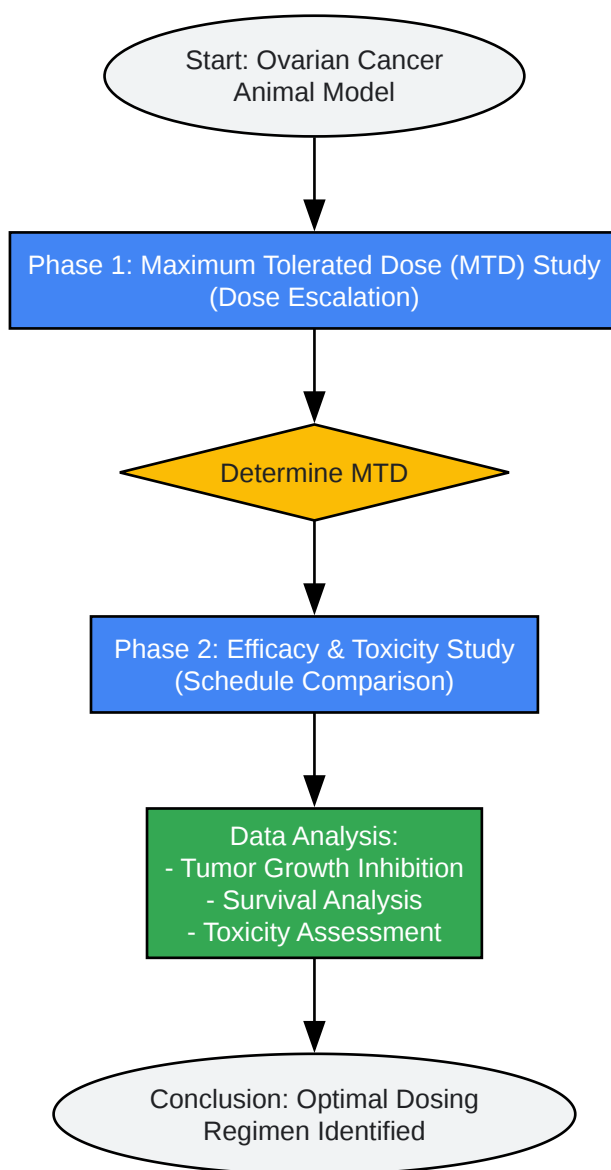 Start: Ovarian Cancer
Animal Model
Phase 1: Maximum Tolerated Dose (MTD) Study
(Dose Escalation)
Determine MTD
Phase 2: Efficacy & Toxicity Study
(Schedule Comparison)
Data Analysis:
- Tumor Growth Inhibition
- Survival Analysis
- Toxicity Assessment
Conclusion: Optimal Dosing
Regimen Identified